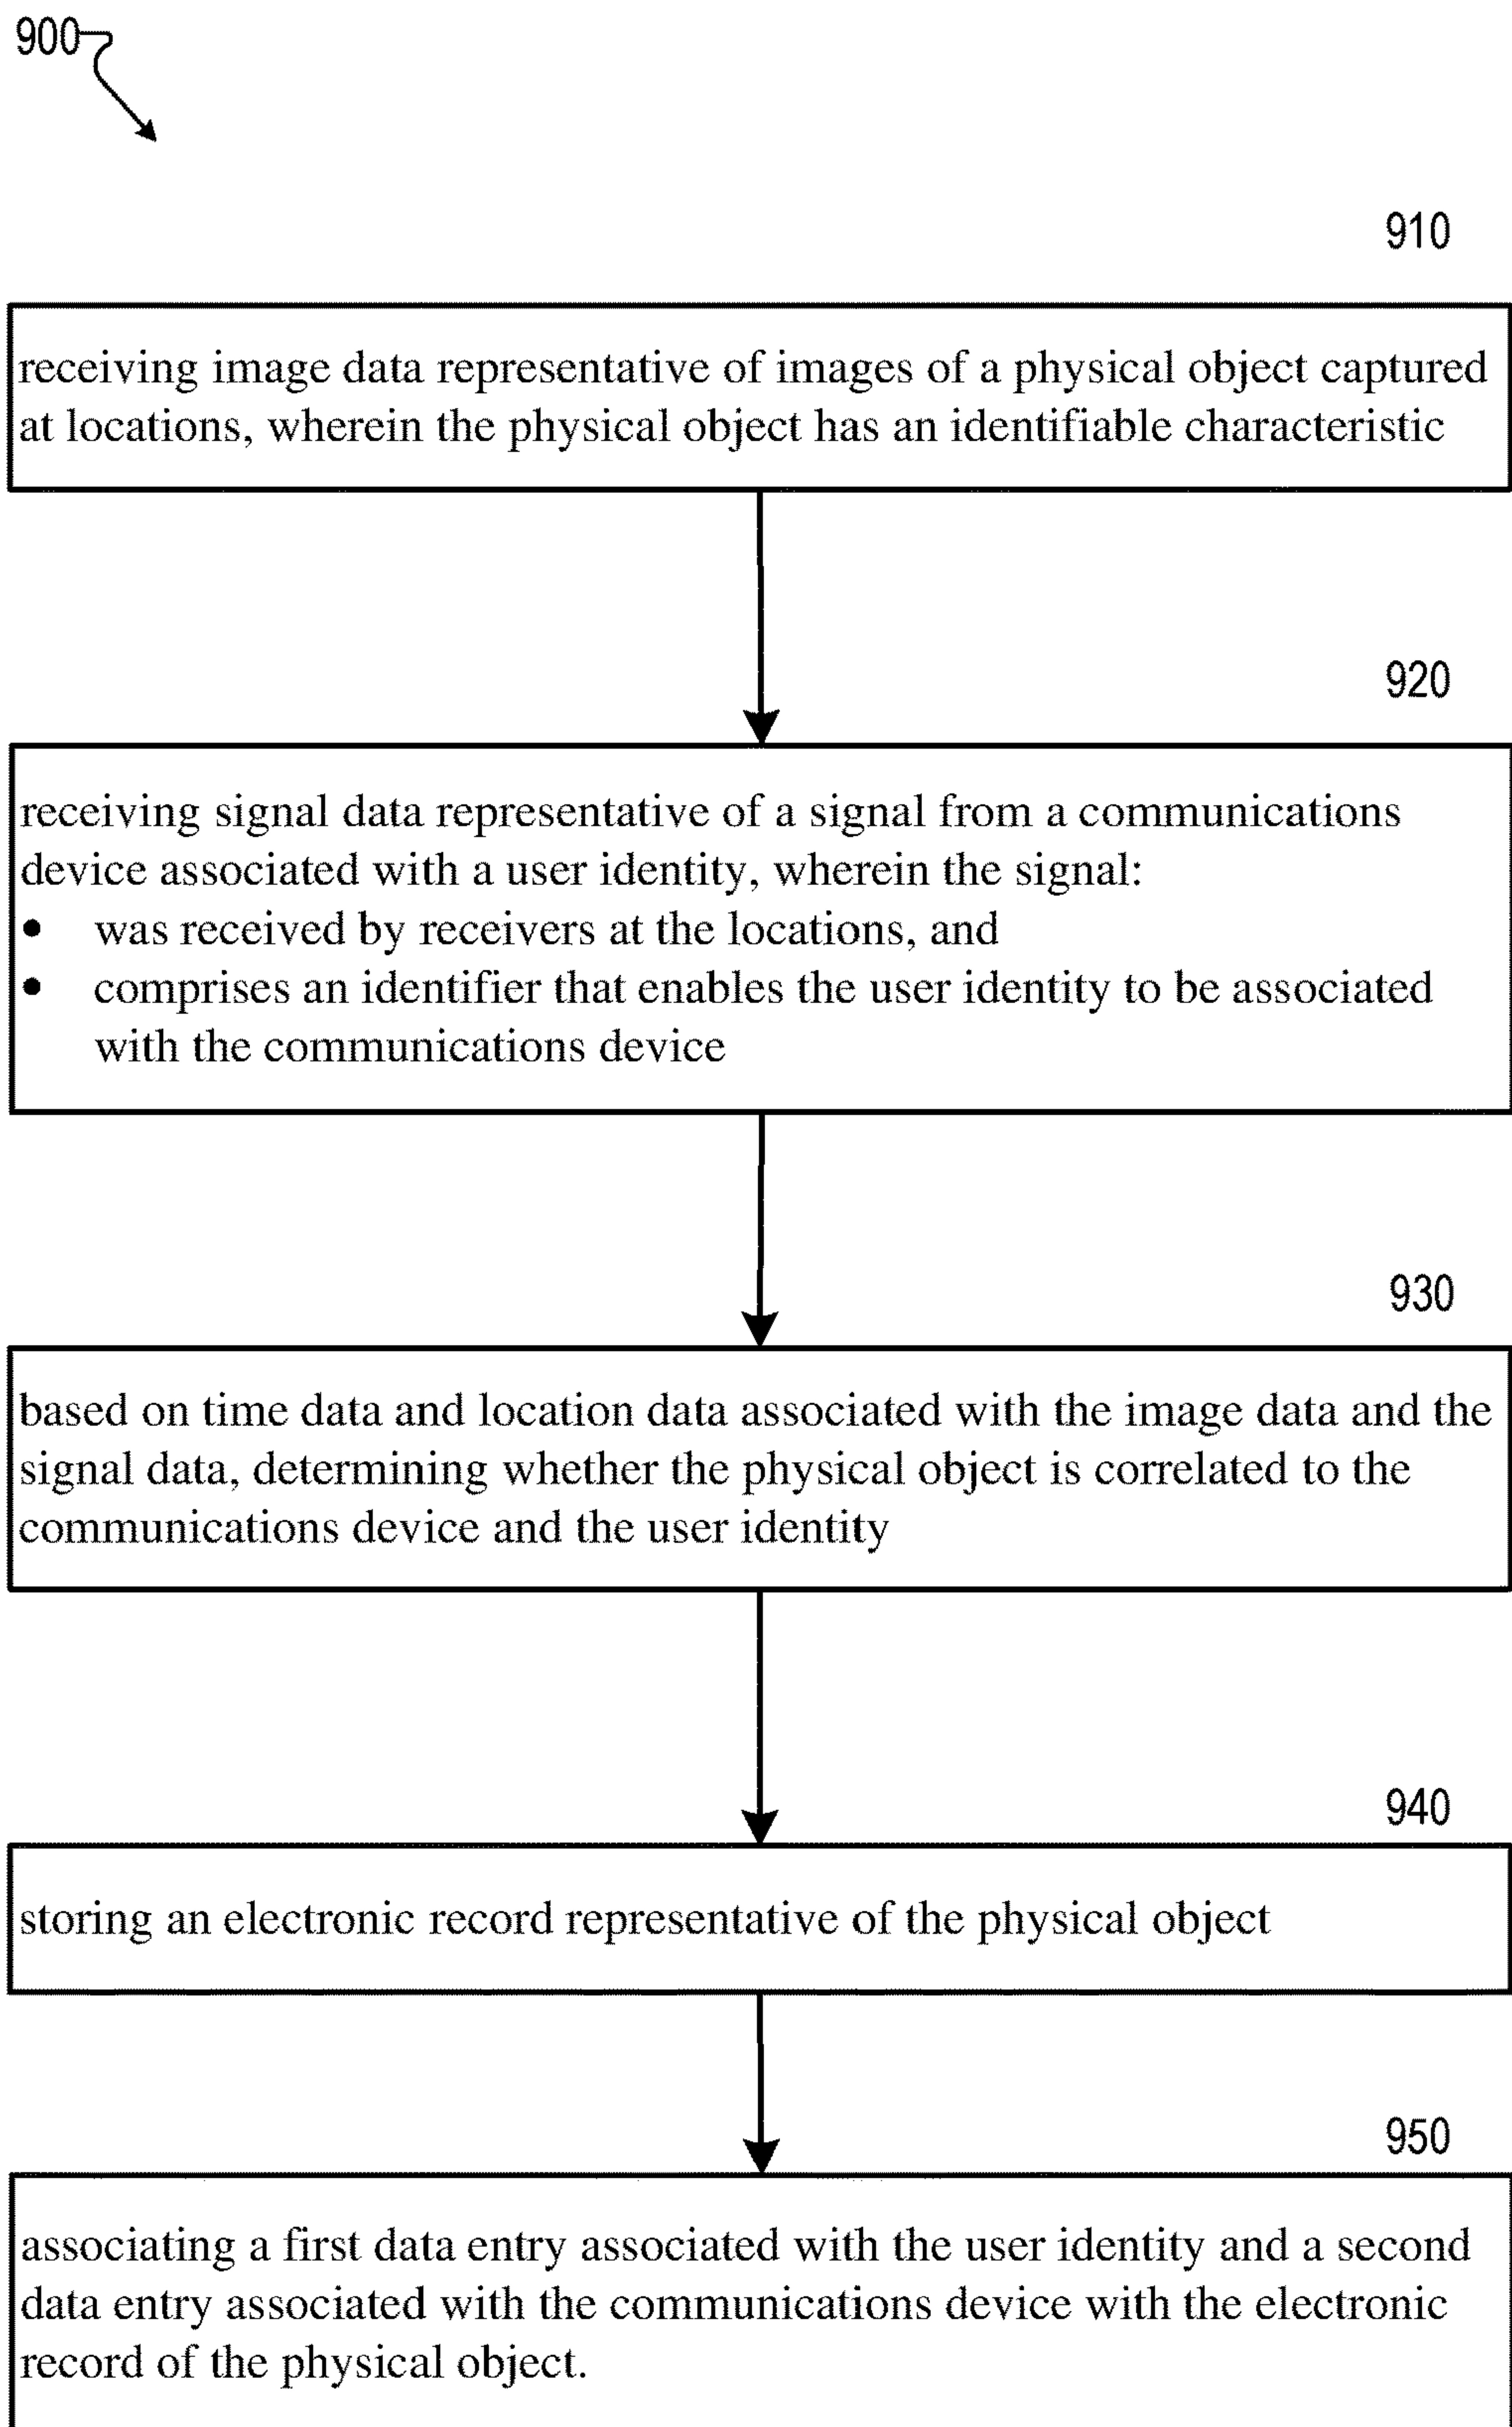 900
910
receiving image data representative of images of a physical object captured
at locations, wherein the physical object has an identifiable characteristic
920
receiving signal data representative of a signal from a communications
device associated with a user identity, wherein the signal:
• was received by receivers at the locations, and
• comprises an identifier that enables the user identity to be associated
with the communications device
930
based on time data and location data associated with the image data and the
signal data, determining whether the physical object is correlated to the
communications device and the user identity
940
storing an electronic record representative of the physical object
950
associating a first data entry associated with the user identity and a second
data entry associated with the communications device with the electronic
record of the physical object.